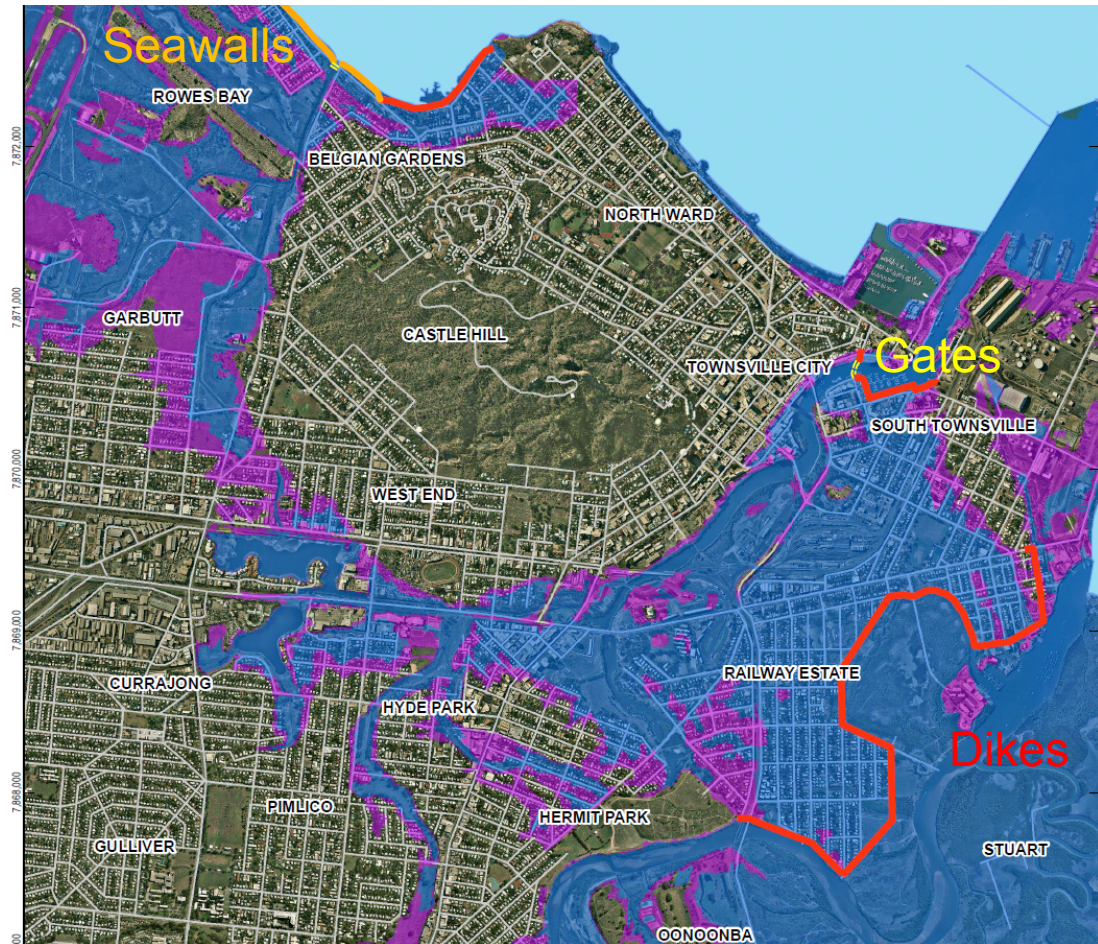 Seawalls
ROWES BAY
7,872,000
BELGIAN GARDENS
NORTH WARD
7,871,000
GARBUTT
CASTLE HILL
TOWNSVILLE CITY
Gates
SOUTH TOWNSVILLE
7,870,000
WEST END
7,869,000
RAILWAY ESTATE
CURRAJONG
HYDE PARK
Dikes
7,868,000
PIMLICO
HERMIT PARK
GULLIVER
STUART
OONOONBA